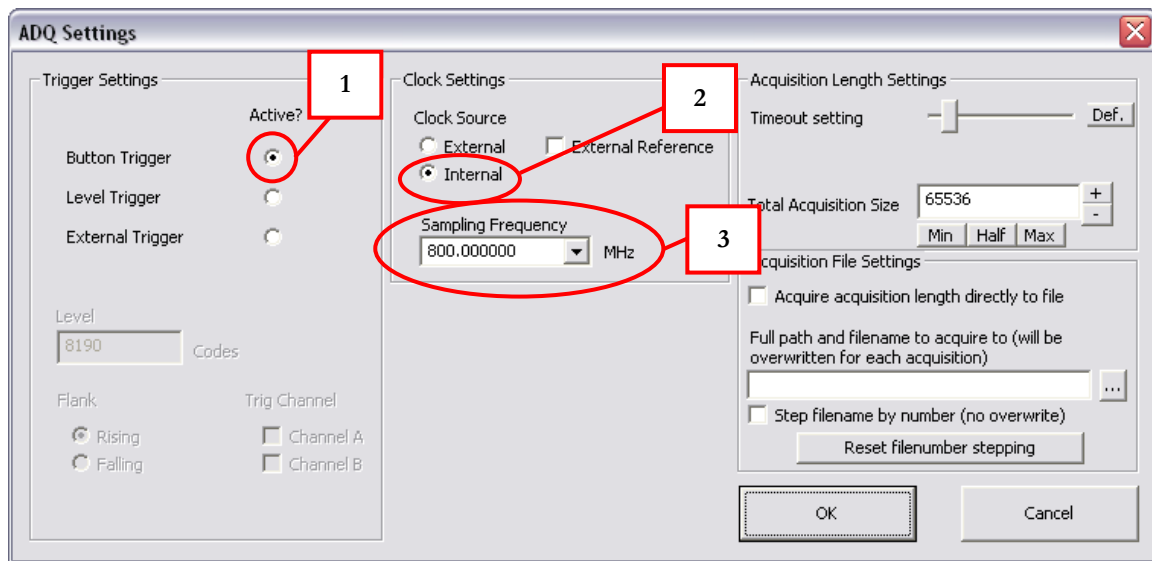 ADQ Settings
Trigger Settings
1
Active?
Button Trigger
Level Trigger
External Trigger
Level
8190
Codes
Flank
Trig Channel
Rising
Channel A
Falling
Channel B
Clock Settings
2
Clock Source
External
External Reference
Internal
Sampling Frequency
800.000000
MHz
3
Acquisition Length Settings
Timeout setting
Def.
Total Acquisition Size
65536
+
-
Min
Half
Max
Acquisition File Settings
Acquire acquisition length directly to file
Full path and filename to acquire to (will be
overwritten for each acquisition)
...
Step filename by number (no overwrite)
Reset filenumber stepping
OK
Cancel